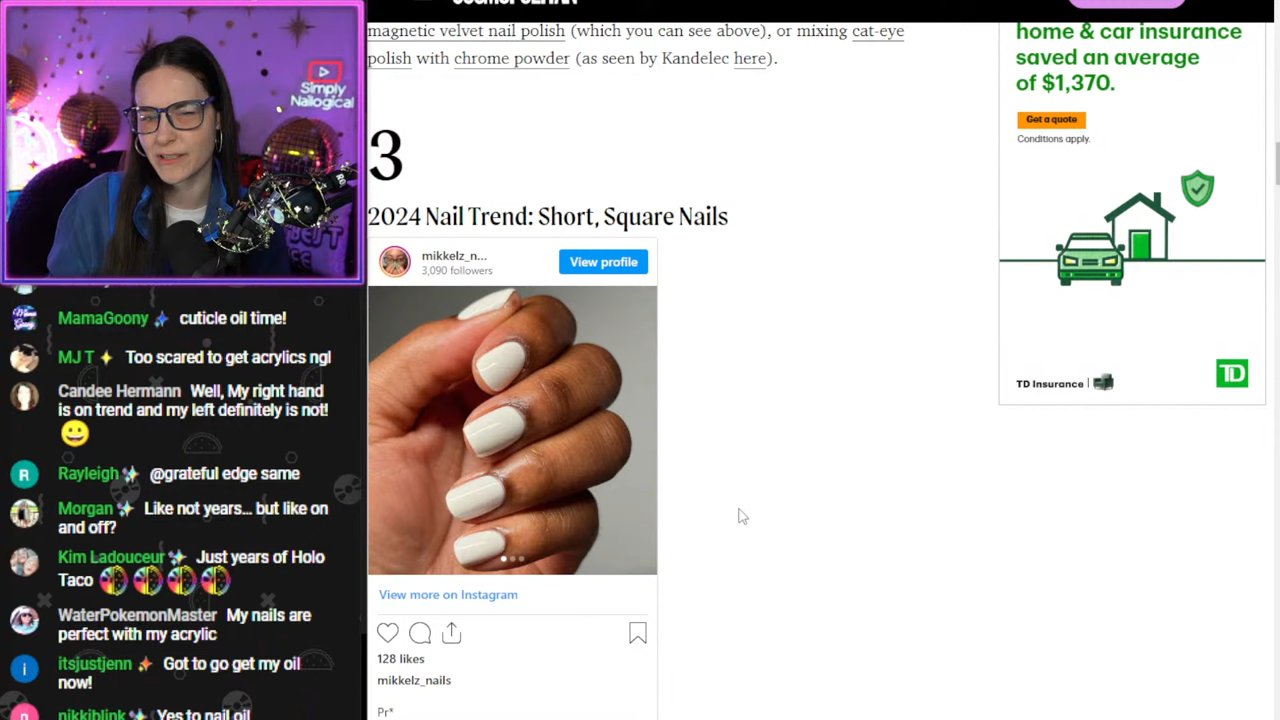 Simply
Nailogical
MamaGoony cuticle oil time!
MJ T Too scared to get acrylics ngl
Candee Hermann Well, My right hand
is on trend and my left definitely is not!
R
Rayleigh @grateful edge same
Morgan Like not years... but like on
and off?
Kim Ladouceur Just years of Holo
Taco
WaterPokemonMaster My nails are
perfect with my acrylic
i
itsjustjenn Got to go get my oil
now!
nikkiblink Yes to nail oil
COSMOPOLITAN
magnetic velvet nail polish (which you can see above), or mixing cat-eye
polish with chrome powder (as seen by Kandelec here).
3
2024 Nail Trend: Short, Square Nails
mikkelz_n...
3,090 followers
View profile
View more on Instagram
128 likes
mikkelz_nails
Pr*
home & car insurance
saved an average
of $1,370.
Get a quote
Conditions apply.
TD Insurance
TD